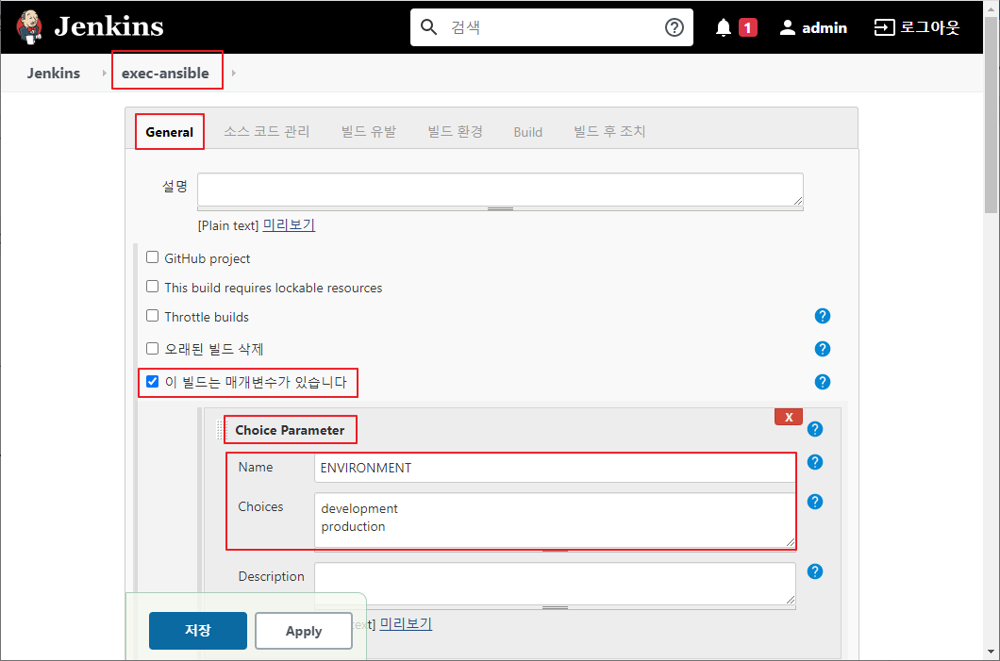 Jenkins
검색
1
admin
로그아웃
Jenkins
exec-ansible
General
소스 코드 관리
빌드 유발
빌드 환경
Build
빌드 후 조치
설명
[Plain text] 미리보기
GitHub project
This build requires lockable resources
Throttle builds
오래된 빌드 삭제
이 빌드는 매개변수가 있습니다
X
Choice Parameter
Name
ENVIRONMENT
Choices
development
production
Description
ext] 미리보기
저장
Apply